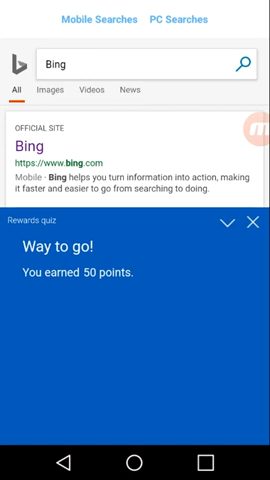 Mobile Searches PC Searches
Bing
All Images Videos News
OFFICIAL SITE
Bing
https://www.bing.com
Mobile · Bing helps you turn information into action, making
it faster and easier to go from searching to doing.
Rewards quiz
Way to go!
You earned 50 points.